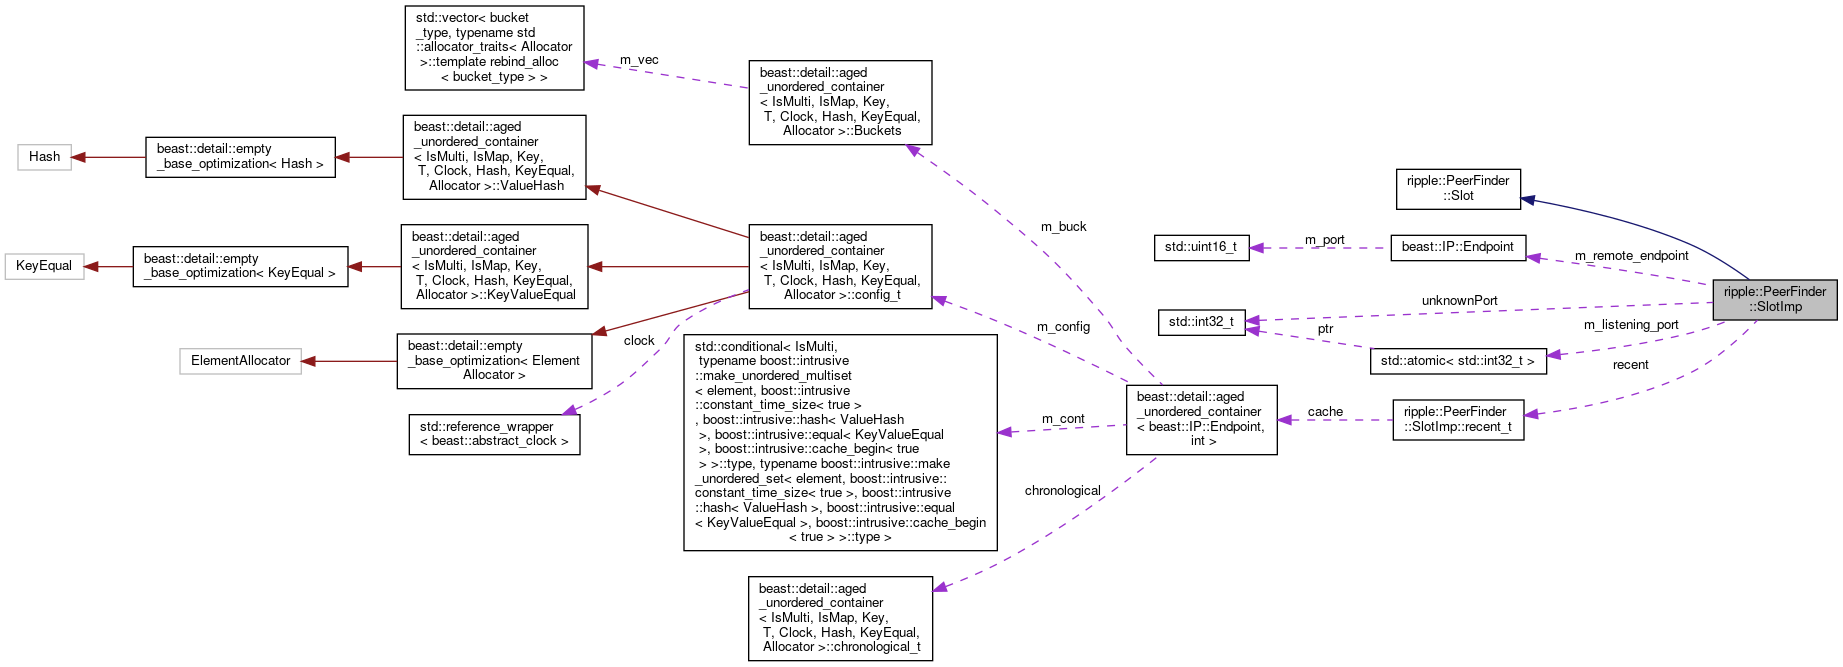 std::vector< bucket
_type, typename std
::allocator_traits< Allocator
>::template rebind_alloc
< bucket_type > >
m_vec
beast::detail::aged
_unordered_container
< IsMulti, IsMap, Key,
T, Clock, Hash, KeyEqual,
Allocator >::Buckets
Hash
beast::detail::empty
_base_optimization< Hash >
beast::detail::aged
_unordered_container
< IsMulti, IsMap, Key,
T, Clock, Hash, KeyEqual,
Allocator >::ValueHash
KeyEqual
beast::detail::empty
_base_optimization< KeyEqual >
beast::detail::aged
_unordered_container
< IsMulti, IsMap, Key,
T, Clock, Hash, KeyEqual,
Allocator >::KeyValueEqual
beast::detail::aged
_unordered_container
< IsMulti, IsMap, Key,
T, Clock, Hash, KeyEqual,
Allocator >::config_t
ElementAllocator
beast::detail::empty
_base_optimization< Element
Allocator >
clock
std::reference_wrapper
< beast::abstract_clock >
std::conditional< IsMulti,
typename boost::intrusive
::make_unordered_multiset
< element, boost::intrusive
::constant_time_size< true >
, boost::intrusive::hash< ValueHash
>, boost::intrusive::equal< KeyValueEqual
>, boost::intrusive::cache_begin< true
> >::type, typename boost::intrusive::make
_unordered_set< element, boost::intrusive::
constant_time_size< true >, boost::intrusive
::hash< ValueHash >, boost::intrusive::equal
< KeyValueEqual >, boost::intrusive::cache_begin
< true > >::type >
beast::detail::aged
_unordered_container
< IsMulti, IsMap, Key,
T, Clock, Hash, KeyEqual,
Allocator >::chronological_t
m_buck
m_config
m_cont
chronological
beast::detail::aged
_unordered_container
< beast::IP::Endpoint,
int >
cache
ripple::PeerFinder
::SlotImp::recent_t
recent
ripple::PeerFinder
::Slot
std::uint16_t
m_port
beast::IP::Endpoint
m_remote_endpoint
std::int32_t
unknownPort
ptr
std::atomic< std::int32_t >
m_listening_port
ripple::PeerFinder
::SlotImp